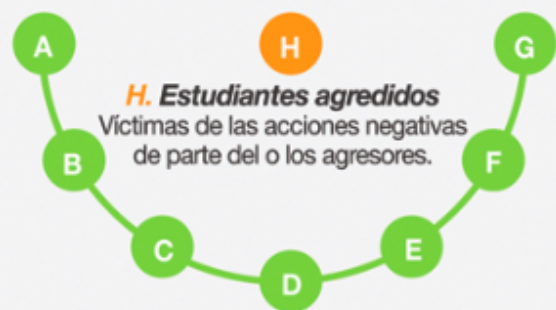 A
H
G
H. Estudiantes agredidos
Víctimas de las acciones negativas
de parte del o los agresores.
B
F
C
E
D